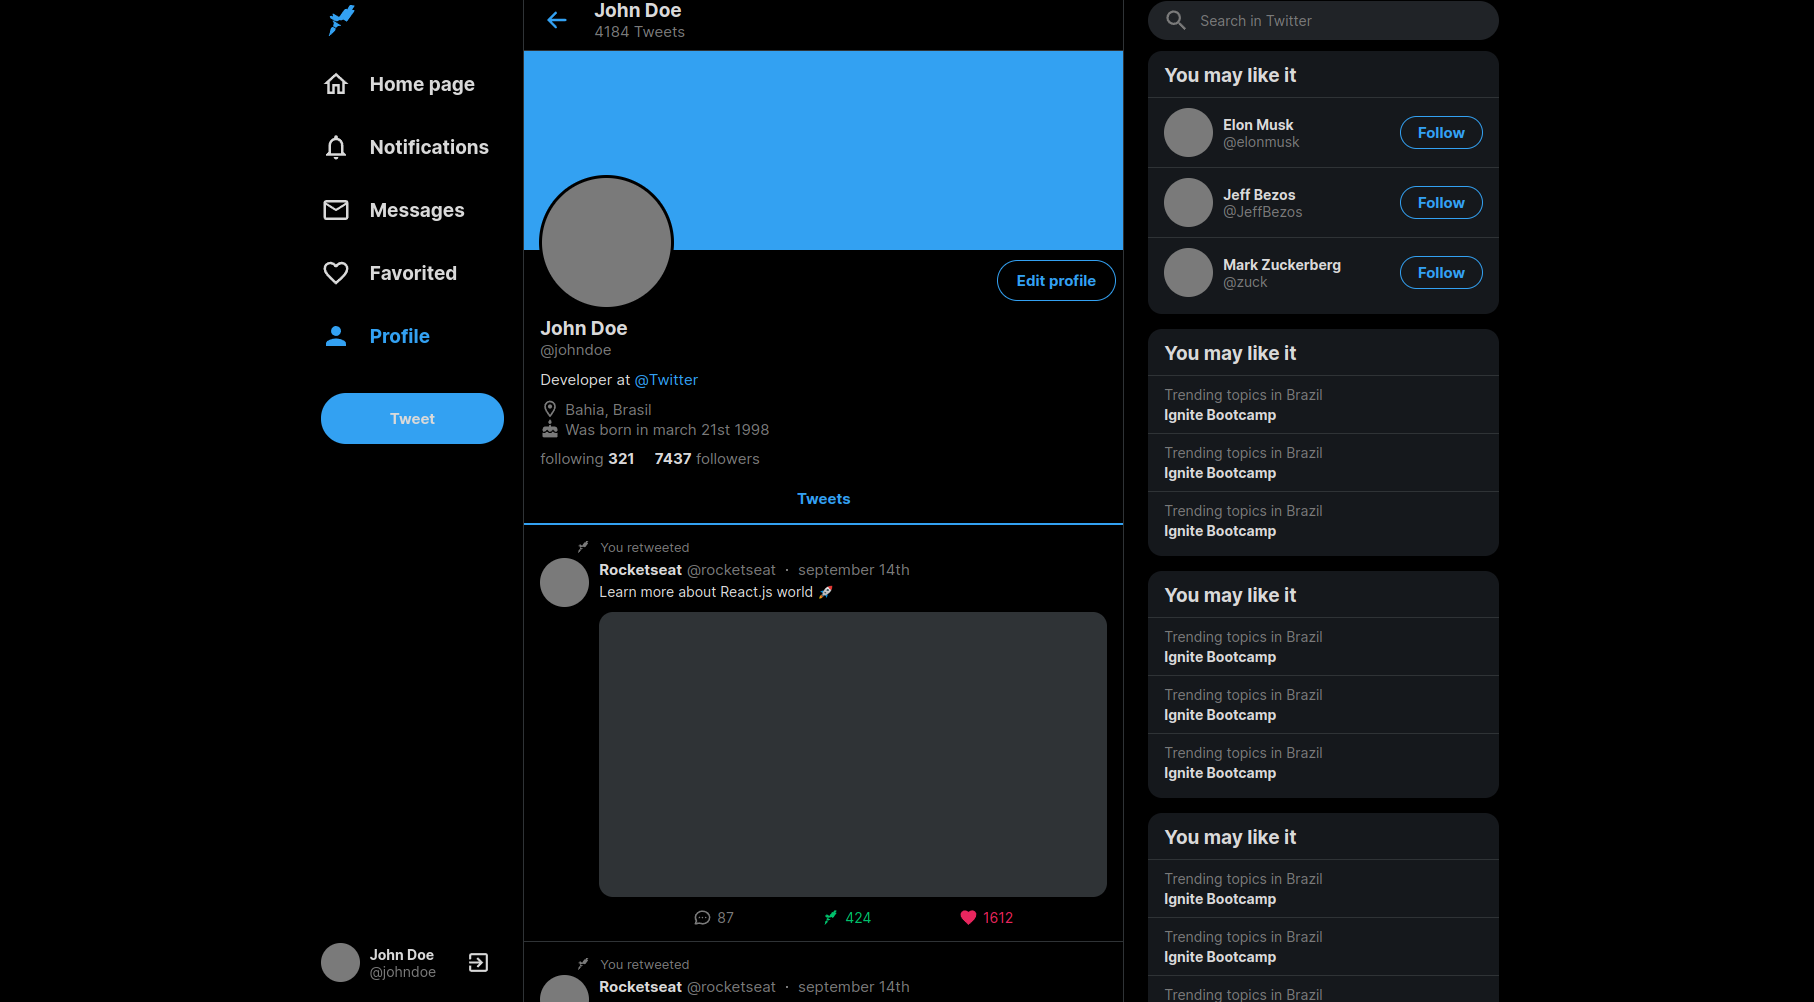 Home page
Notifications
Messages
Favorited
Profile
Tweet
John Doe
@johndoe
John Doe
4184 Tweets
Edit profile
John Doe
@johndoe
Developer at @Twitter
Bahia, Brasil
Was born in march 21st 1998
following 321 7437 followers
Tweets
You retweeted
Rocketseat @rocketseat · september 14th
Learn more about React.js world 🚀
87 424 1612
You retweeted
Rocketseat @rocketseat · september 14th
Search in Twitter
You may like it
Elon Musk
@elonmusk
Follow
Jeff Bezos
@JeffBezos
Follow
Mark Zuckerberg
@zuck
Follow
You may like it
Trending topics in Brazil
Ignite Bootcamp
Trending topics in Brazil
Ignite Bootcamp
Trending topics in Brazil
Ignite Bootcamp
You may like it
Trending topics in Brazil
Ignite Bootcamp
Trending topics in Brazil
Ignite Bootcamp
Trending topics in Brazil
Ignite Bootcamp
You may like it
Trending topics in Brazil
Ignite Bootcamp
Trending topics in Brazil
Ignite Bootcamp
Trending topics in Brazil